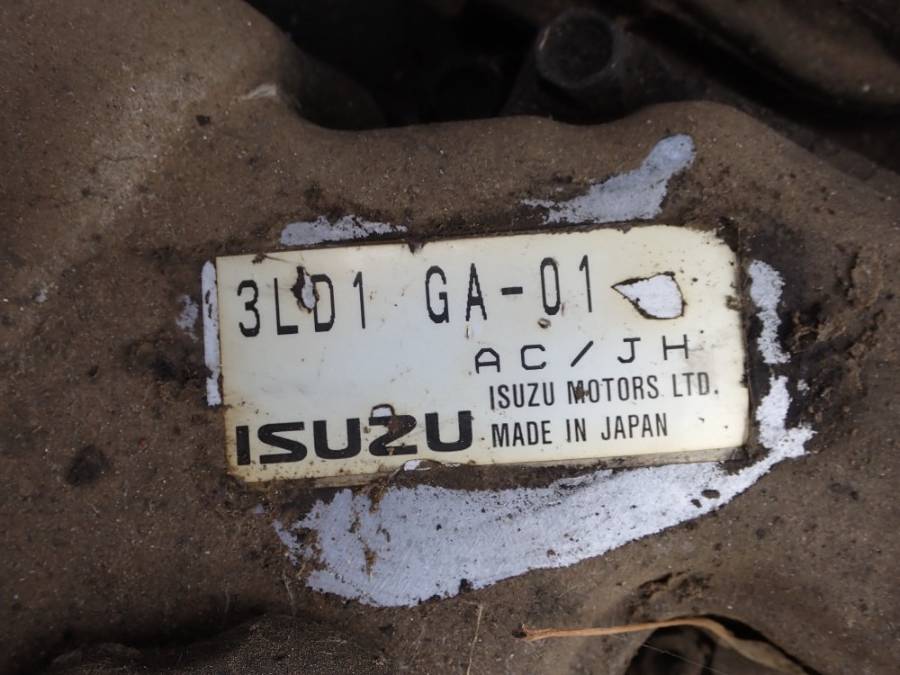 3LD1 GA-01
AC/JH
ISUZU MOTORS LTD.
ISUZU MADE IN JAPAN